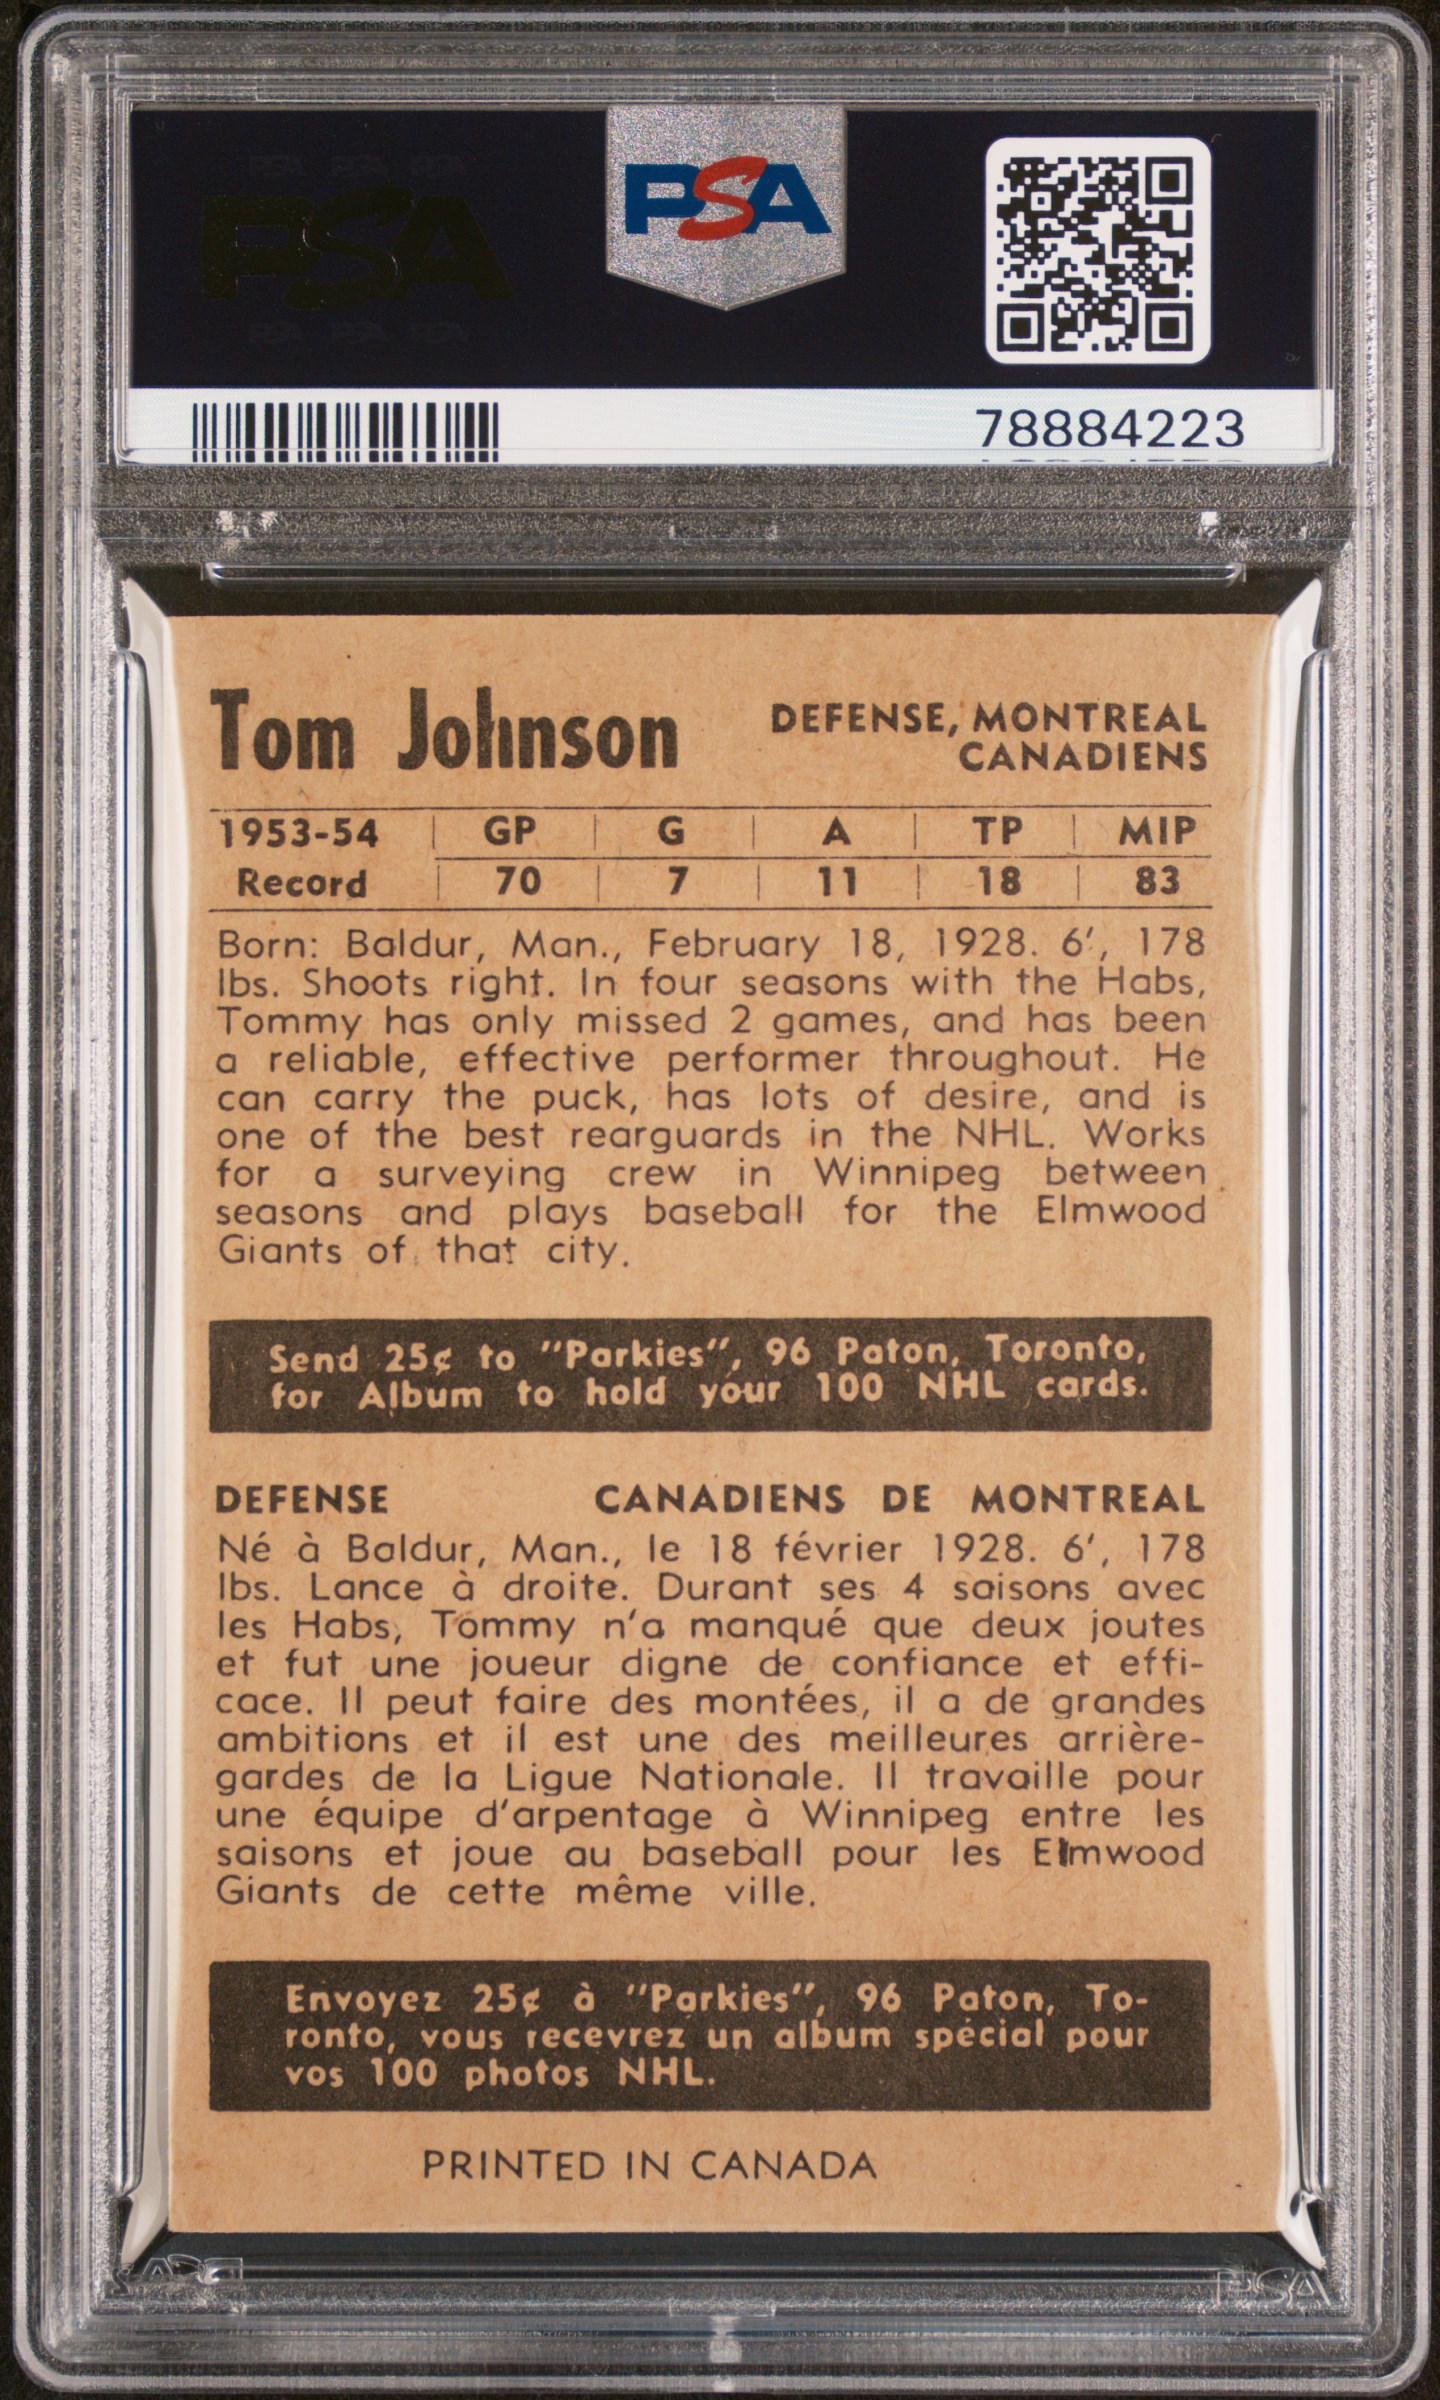 PSA PSA PSA
PSA
PSA PSA PSA
PSA
78884223
Tom Johnson
DEFENSE, MONTREAL
CANADIENS
1953-54 | GP | G | A | TP | MIP
Record | 70 | 7 | 11 | 18 | 83
Born: Baldur, Man., February 18, 1928. 6', 178
lbs. Shoots right. In four seasons with the Habs,
Tommy has only missed 2 games, and has been
a reliable, effective performer throughout. He
can carry the puck, has lots of desire, and is
one of the best rearguards in the NHL. Works
for a surveying crew in Winnipeg between
seasons and plays baseball for the Elmwood
Giants of that city.
Send 25¢ to "Parkies", 96 Paton, Toronto,
for Album to hold your 100 NHL cards.
DEFENSE CANADIENS DE MONTREAL
Né à Baldur, Man., le 18 février 1928. 6', 178
lbs. Lance à droite. Durant ses 4 saisons avec
les Habs, Tommy n'a manqué que deux joutes
et fut une joueur digne de confiance et effi-
cace. Il peut faire des montées, il a de grandes
ambitions et il est une des meilleures arrière-
gardes de la Ligue Nationale. Il travaille pour
une équipe d'arpentage à Winnipeg entre les
saisons et joue au baseball pour les Elmwood
Giants de cette même ville.
Envoyez 25¢ à "Parkies", 96 Paton, To-
ronto, vous recevrez un album spécial pour
vos 100 photos NHL.
PRINTED IN CANADA
PSA
PSA